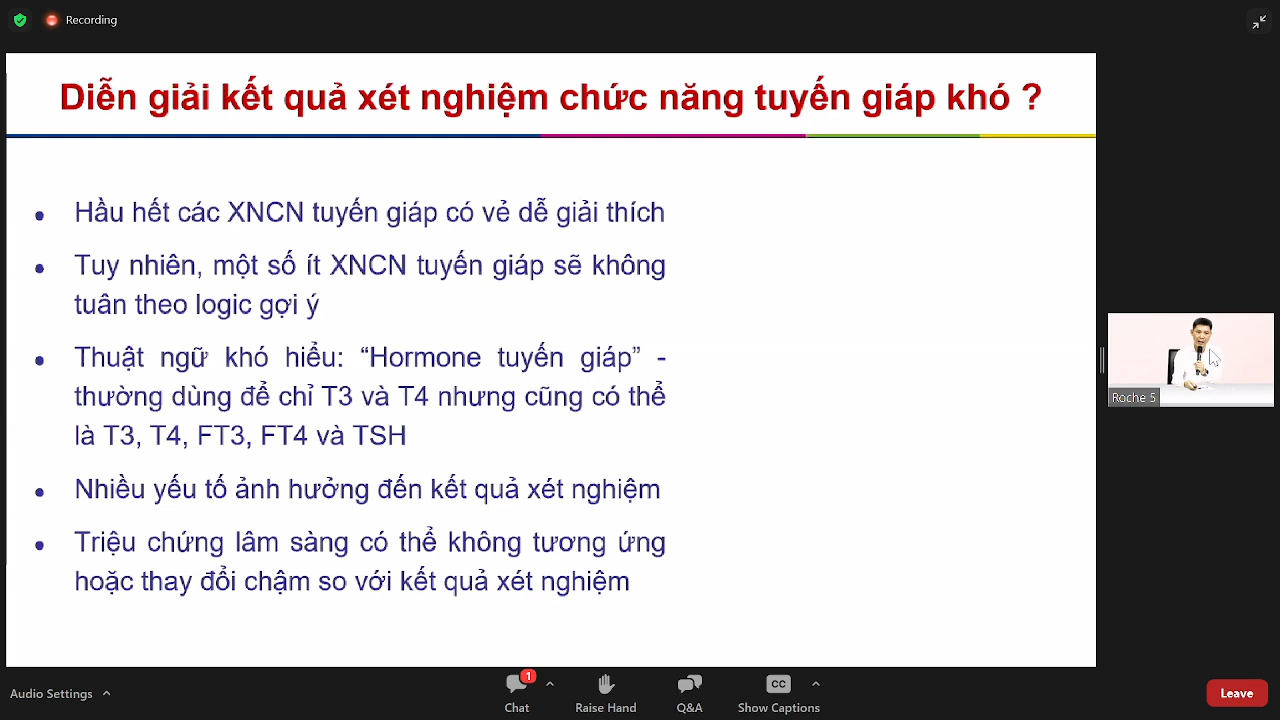 Recording
Diễn giải kết quả xét nghiệm chức năng tuyến giáp khó ?
• Hầu hết các XNCN tuyến giáp có vẻ dễ giải thích
• Tuy nhiên, một số ít XNCN tuyến giáp sẽ không
tuân theo logic gợi ý
• Thuật ngữ khó hiểu: “Hormone tuyến giáp” -
thường dùng để chỉ T3 và T4 nhưng cũng có thể
là T3, T4, FT3, FT4 và TSH
• Nhiều yếu tố ảnh hưởng đến kết quả xét nghiệm
• Triệu chứng lâm sàng có thể không tương ứng
hoặc thay đổi chậm so với kết quả xét nghiệm
Roche 5
Audio Settings
1
Chat
Raise Hand
Q&A
CC
Show Captions
Leave